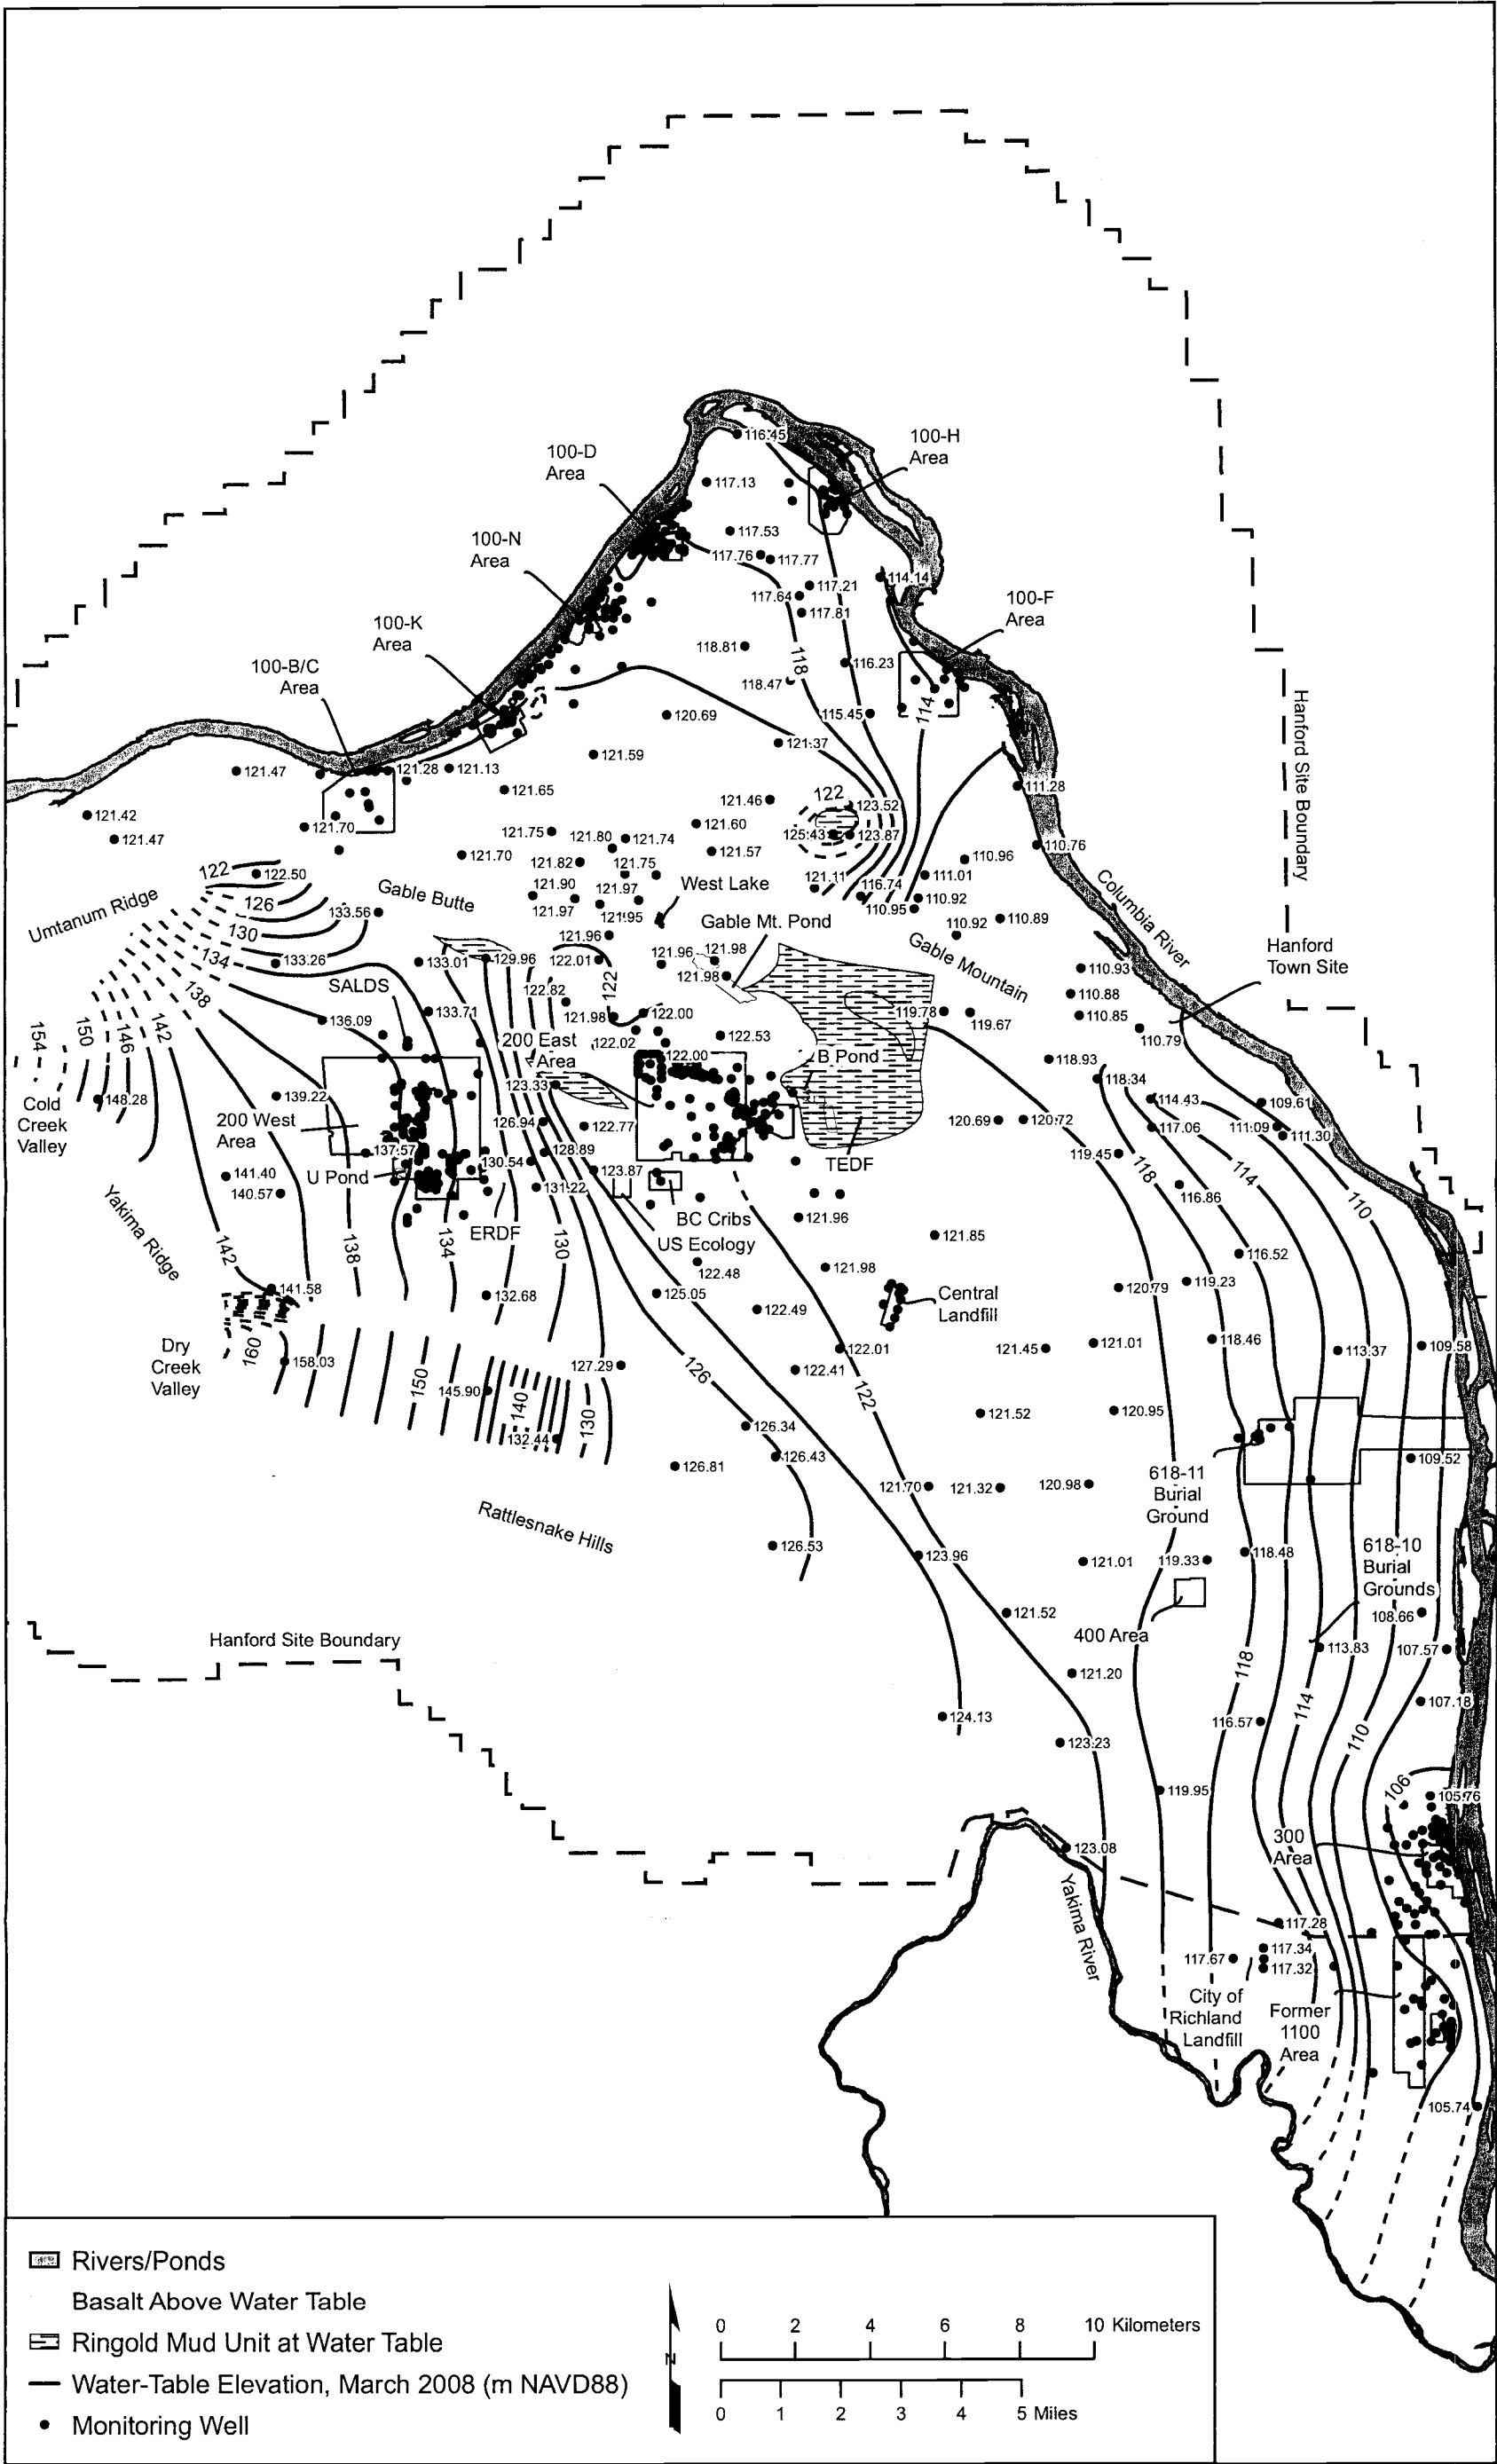 116.45
100-H
Area
100-D
Area
117.13
117.53
100-N
Area
117.76
117.77
114.14
117.21
117.64
100-F
Area
117.81
100-K
Area
118.81
118
116.23
100-B/C
Area
118.47
114
115.45
120.69
Hanford Site Boundary
121.37
121.59
121.47
121.28
121.13
111.28
121.65
122
121.46
123.52
121.42
121.70
121.60
125.43
123.87
121.47
121.75
121.80
121.74
110.76
121.57
121.70
121.82
121.75
110.96
122
122.50
111.01
121.11
116.74
Columbia River
Gable Butte
121.90
121.97
West Lake
110.92
126
133.56
121.97
121.95
110.95
Umtanum Ridge
Gable Mt. Pond
110.92
110.89
130
121.96
Gable Mountain
Hanford
Town Site
134
133.26
133.01
129.96
122.01
121.96
121.98
110.93
121.98
SALDS
138
122
122.82
110.88
154
150
146
142
136.09
133.71
121.98
122.00
119.78
119.67
110.85
110.79
200 East
Area
122.02
122.53
122.00
B Pond
118.93
118.34
148.28
139.22
123.33
114.43
109.61
Cold
Creek
Valley
200 West
Area
126.94
122.77
120.69
120.72
117.06
111.09
111.30
137.57
128.89
119.45
130.54
TEDF
118
114
U Pond
141.40
123.87
140.57
131.22
116.86
110
Yakima Ridge
BC Cribs
121.96
ERDF
US Ecology
121.85
142
138
134
130
116.52
122.48
121.98
141.58
132.68
125.05
120.79
119.23
Central
Landfill
122.49
Dry
Creek
Valley
160
158.03
127.29
122.01
121.45
121.01
118.46
113.37
109.58
126
122.41
150
145.90
140
122
130
121.52
120.95
132.44
126.34
126.43
126.81
109.52
121.70
121.32
120.98
618-11
Burial
Ground
Rattlesnake Hills
126.53
123.96
121.01
119.33
118.48
618-10
Burial
Grounds
121.52
108.66
400 Area
Hanford Site Boundary
113.83
107.57
118
121.20
107.18
124.13
116.57
114
110
123.23
119.95
106
105.76
123.08
300
Area
Yakima River
117.28
117.34
117.67
117.32
City of
Richland
Landfill
Former
1100
Area
105.74
Rivers/Ponds
Basalt Above Water Table
Ringold Mud Unit at Water Table
Water-Table Elevation, March 2008 (m NAVD88)
Monitoring Well
N
0 2 4 6 8 10 Kilometers
0 1 2 3 4 5 Miles